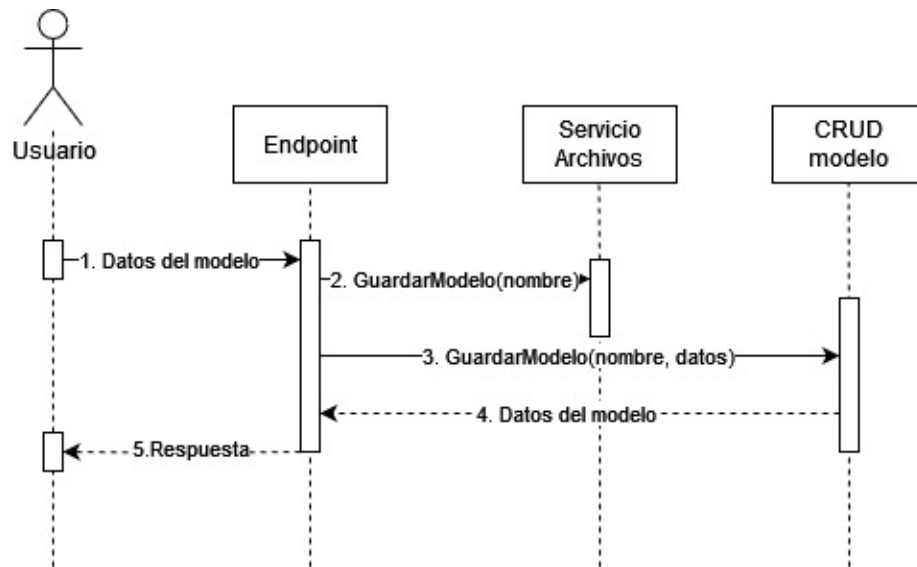 Usuario
Endpoint
Servicio
Archivos
CRUD
modelo
1. Datos del modelo
2. GuardarModelo(nombre)
3. GuardarModelo(nombre, datos)
4. Datos del modelo
5.Respuesta